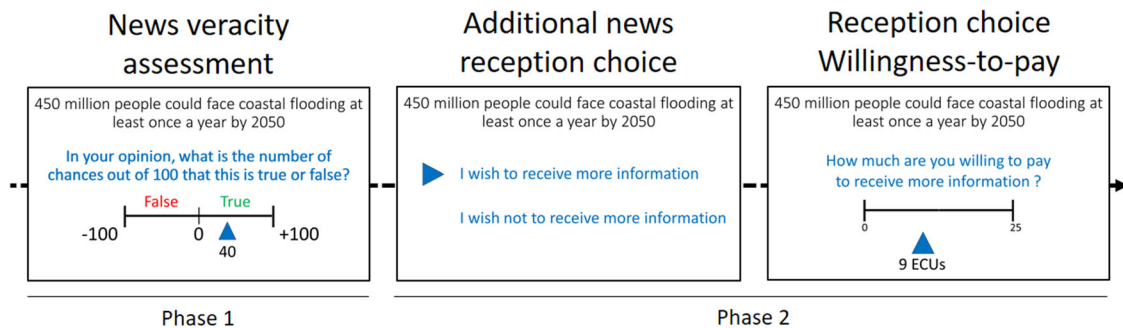 News veracity
assessment
450 million people could face coastal flooding at
least once a year by 2050
In your opinion, what is the number of
chances out of 100 that this is true or false?
False True
-100 0 +100
40
Additional news
reception choice
450 million people could face coastal flooding at
least once a year by 2050
I wish to receive more information
I wish not to receive more information
Reception choice
Willingness-to-pay
450 million people could face coastal flooding at
least once a year by 2050
How much are you willing to pay
to receive more information ?
0 25
9 ECUs
Phase 1
Phase 2